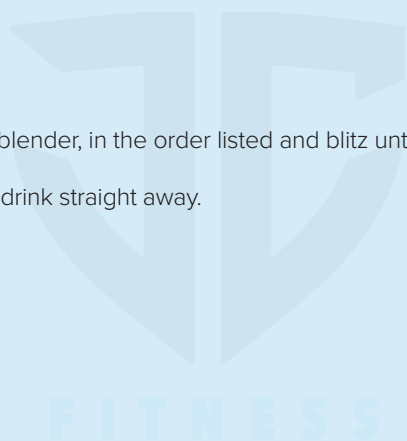 blender, in the order listed and blitz unt
drink straight away.
FITNESS